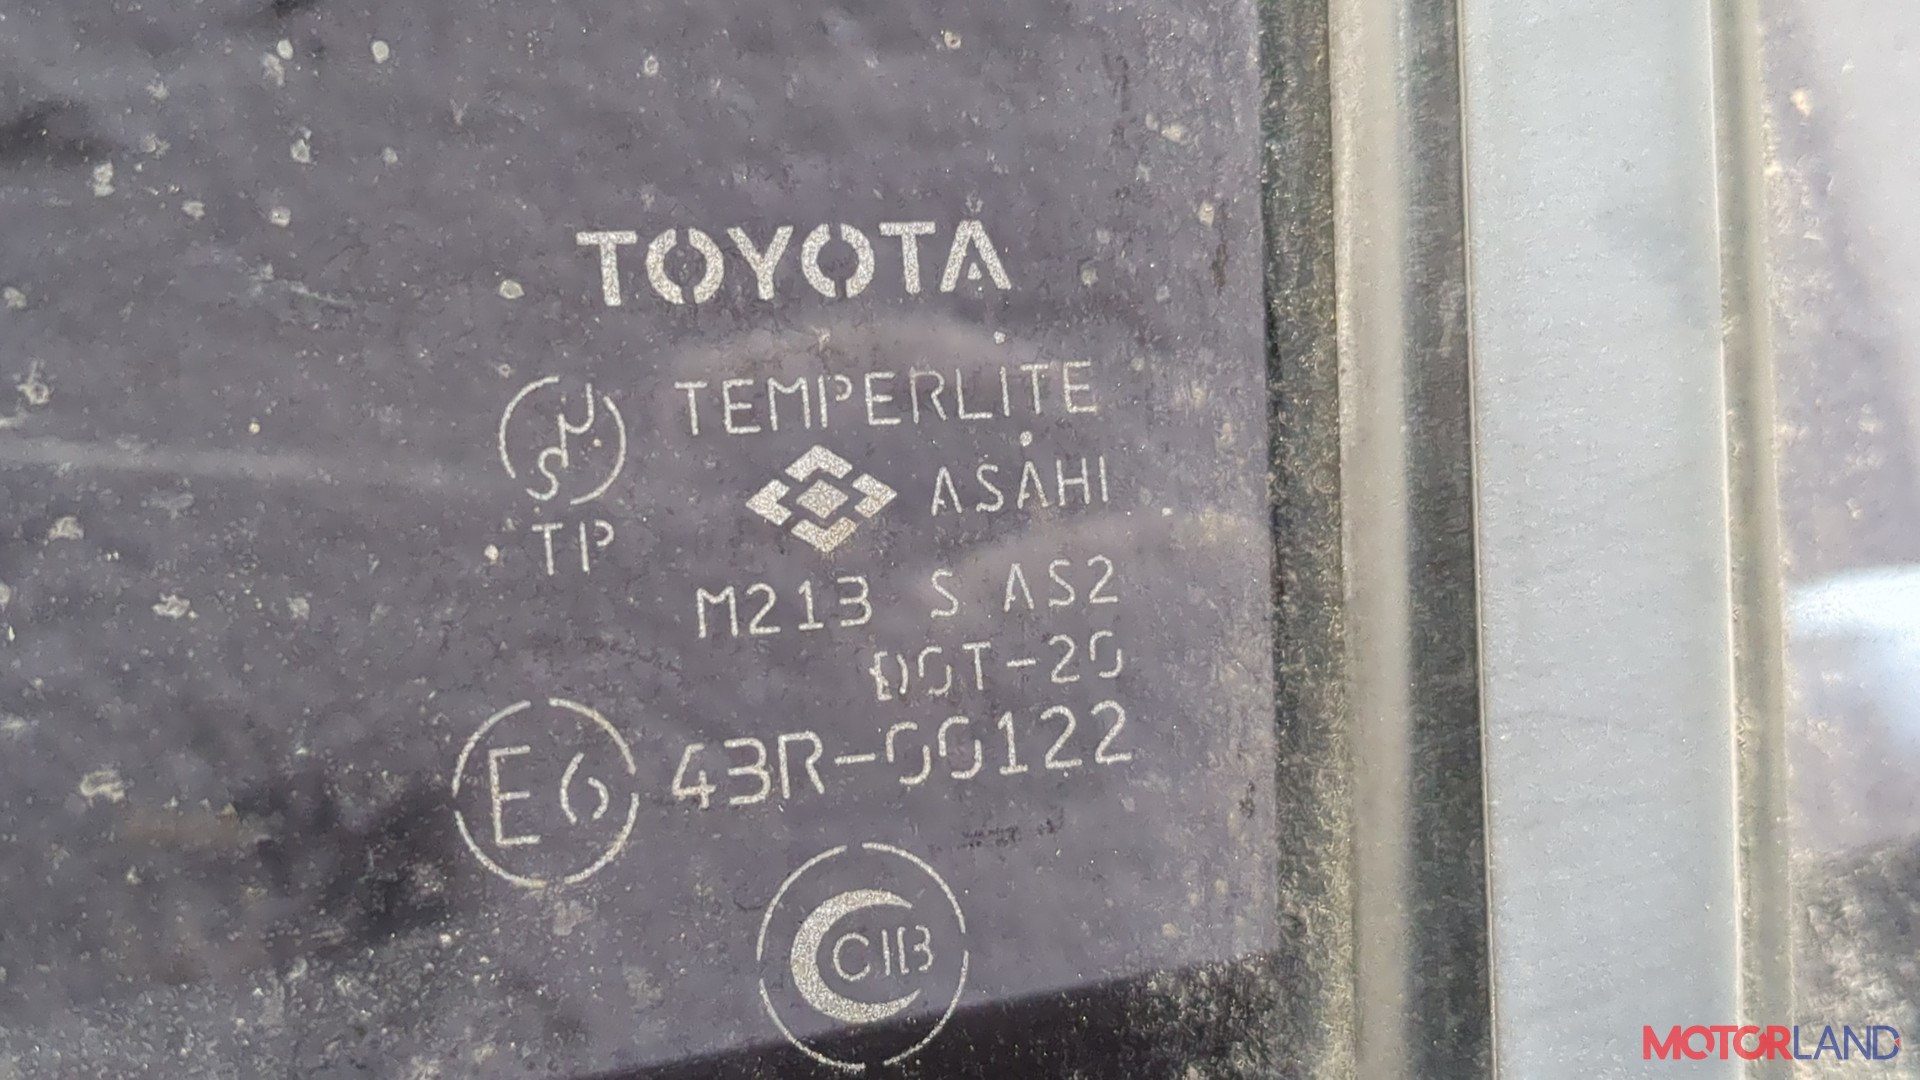 TOYOTA
TEMPERLITE
ASAHI
TP
M213 S AS2
DOT-20
E6 43R-00122
CIB
MOTORLAND